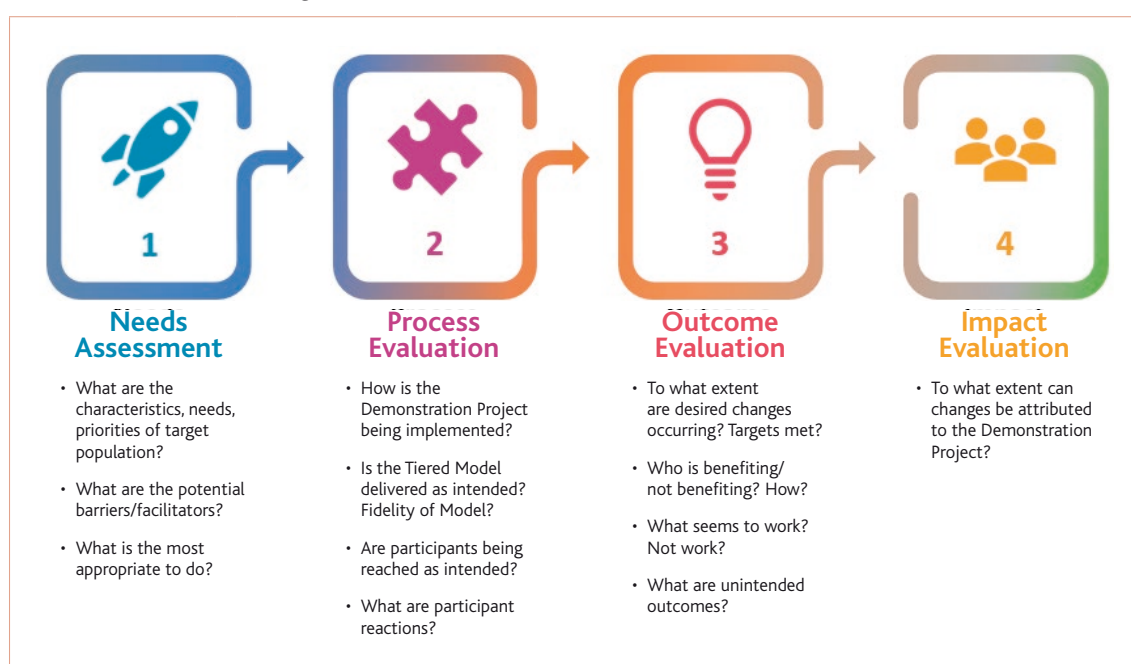 1
Needs
Assessment
• What are the
characteristics, needs,
priorities of target
population?
• What are the potential
barriers/facilitators?
• What is the most
appropriate to do?
2
Process
Evaluation
• How is the
Demonstration Project
being implemented?
• Is the Tiered Model
delivered as intended?
Fidelity of Model?
• Are participants being
reached as intended?
• What are participant
reactions?
3
Outcome
Evaluation
• To what extent
are desired changes
occurring? Targets met?
• Who is benefiting/
not benefiting? How?
• What seems to work?
Not work?
• What are unintended
outcomes?
4
Impact
Evaluation
• To what extent can
changes be attributed
to the Demonstration
Project?